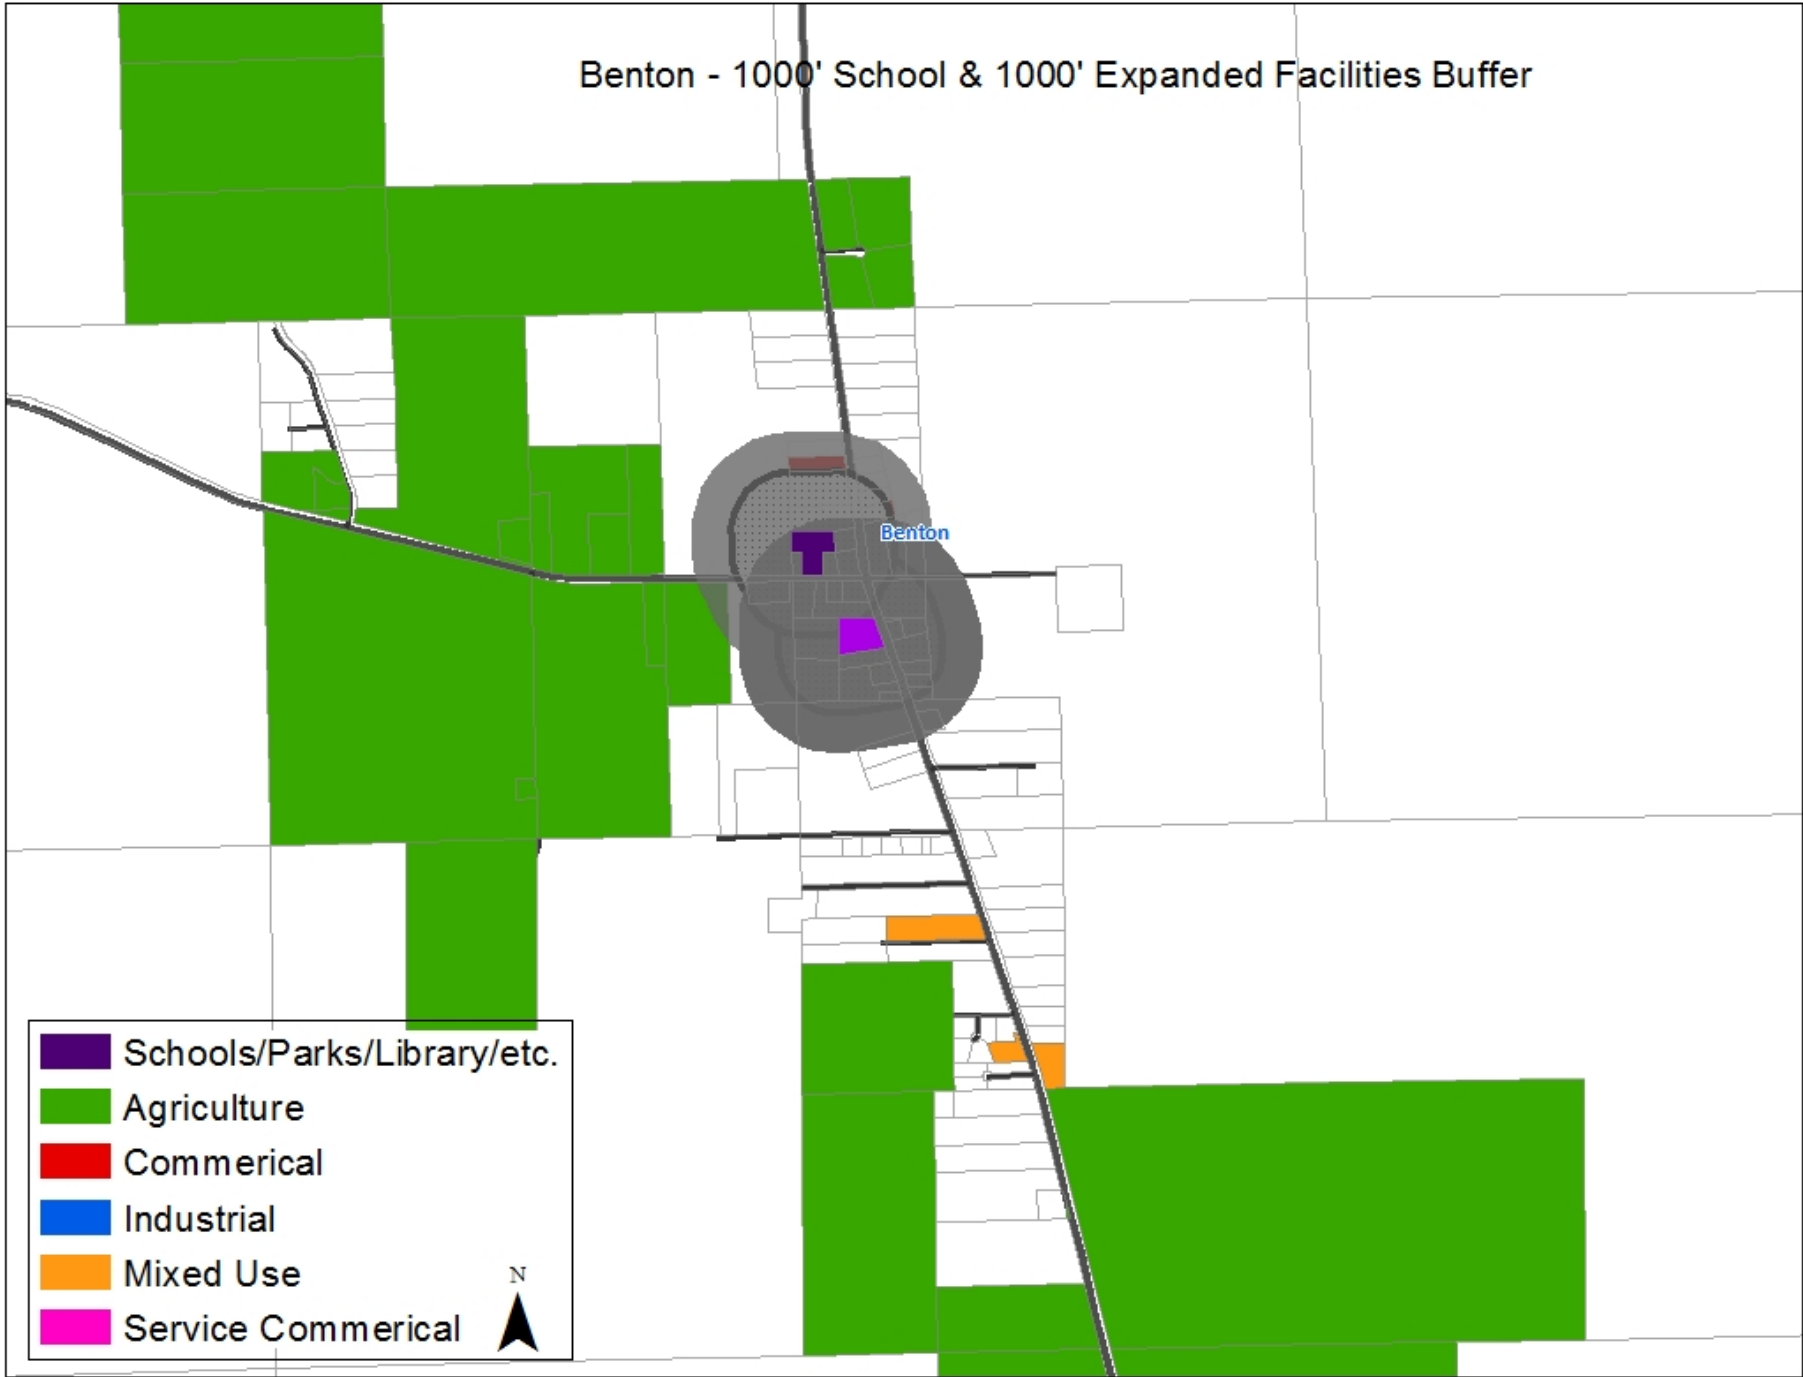 Benton - 1000' School & 1000' Expanded Facilities Buffer
Benton
Schools/Parks/Library/etc.
Agriculture
Commerical
Industrial
Mixed Use
Service Commerical
N